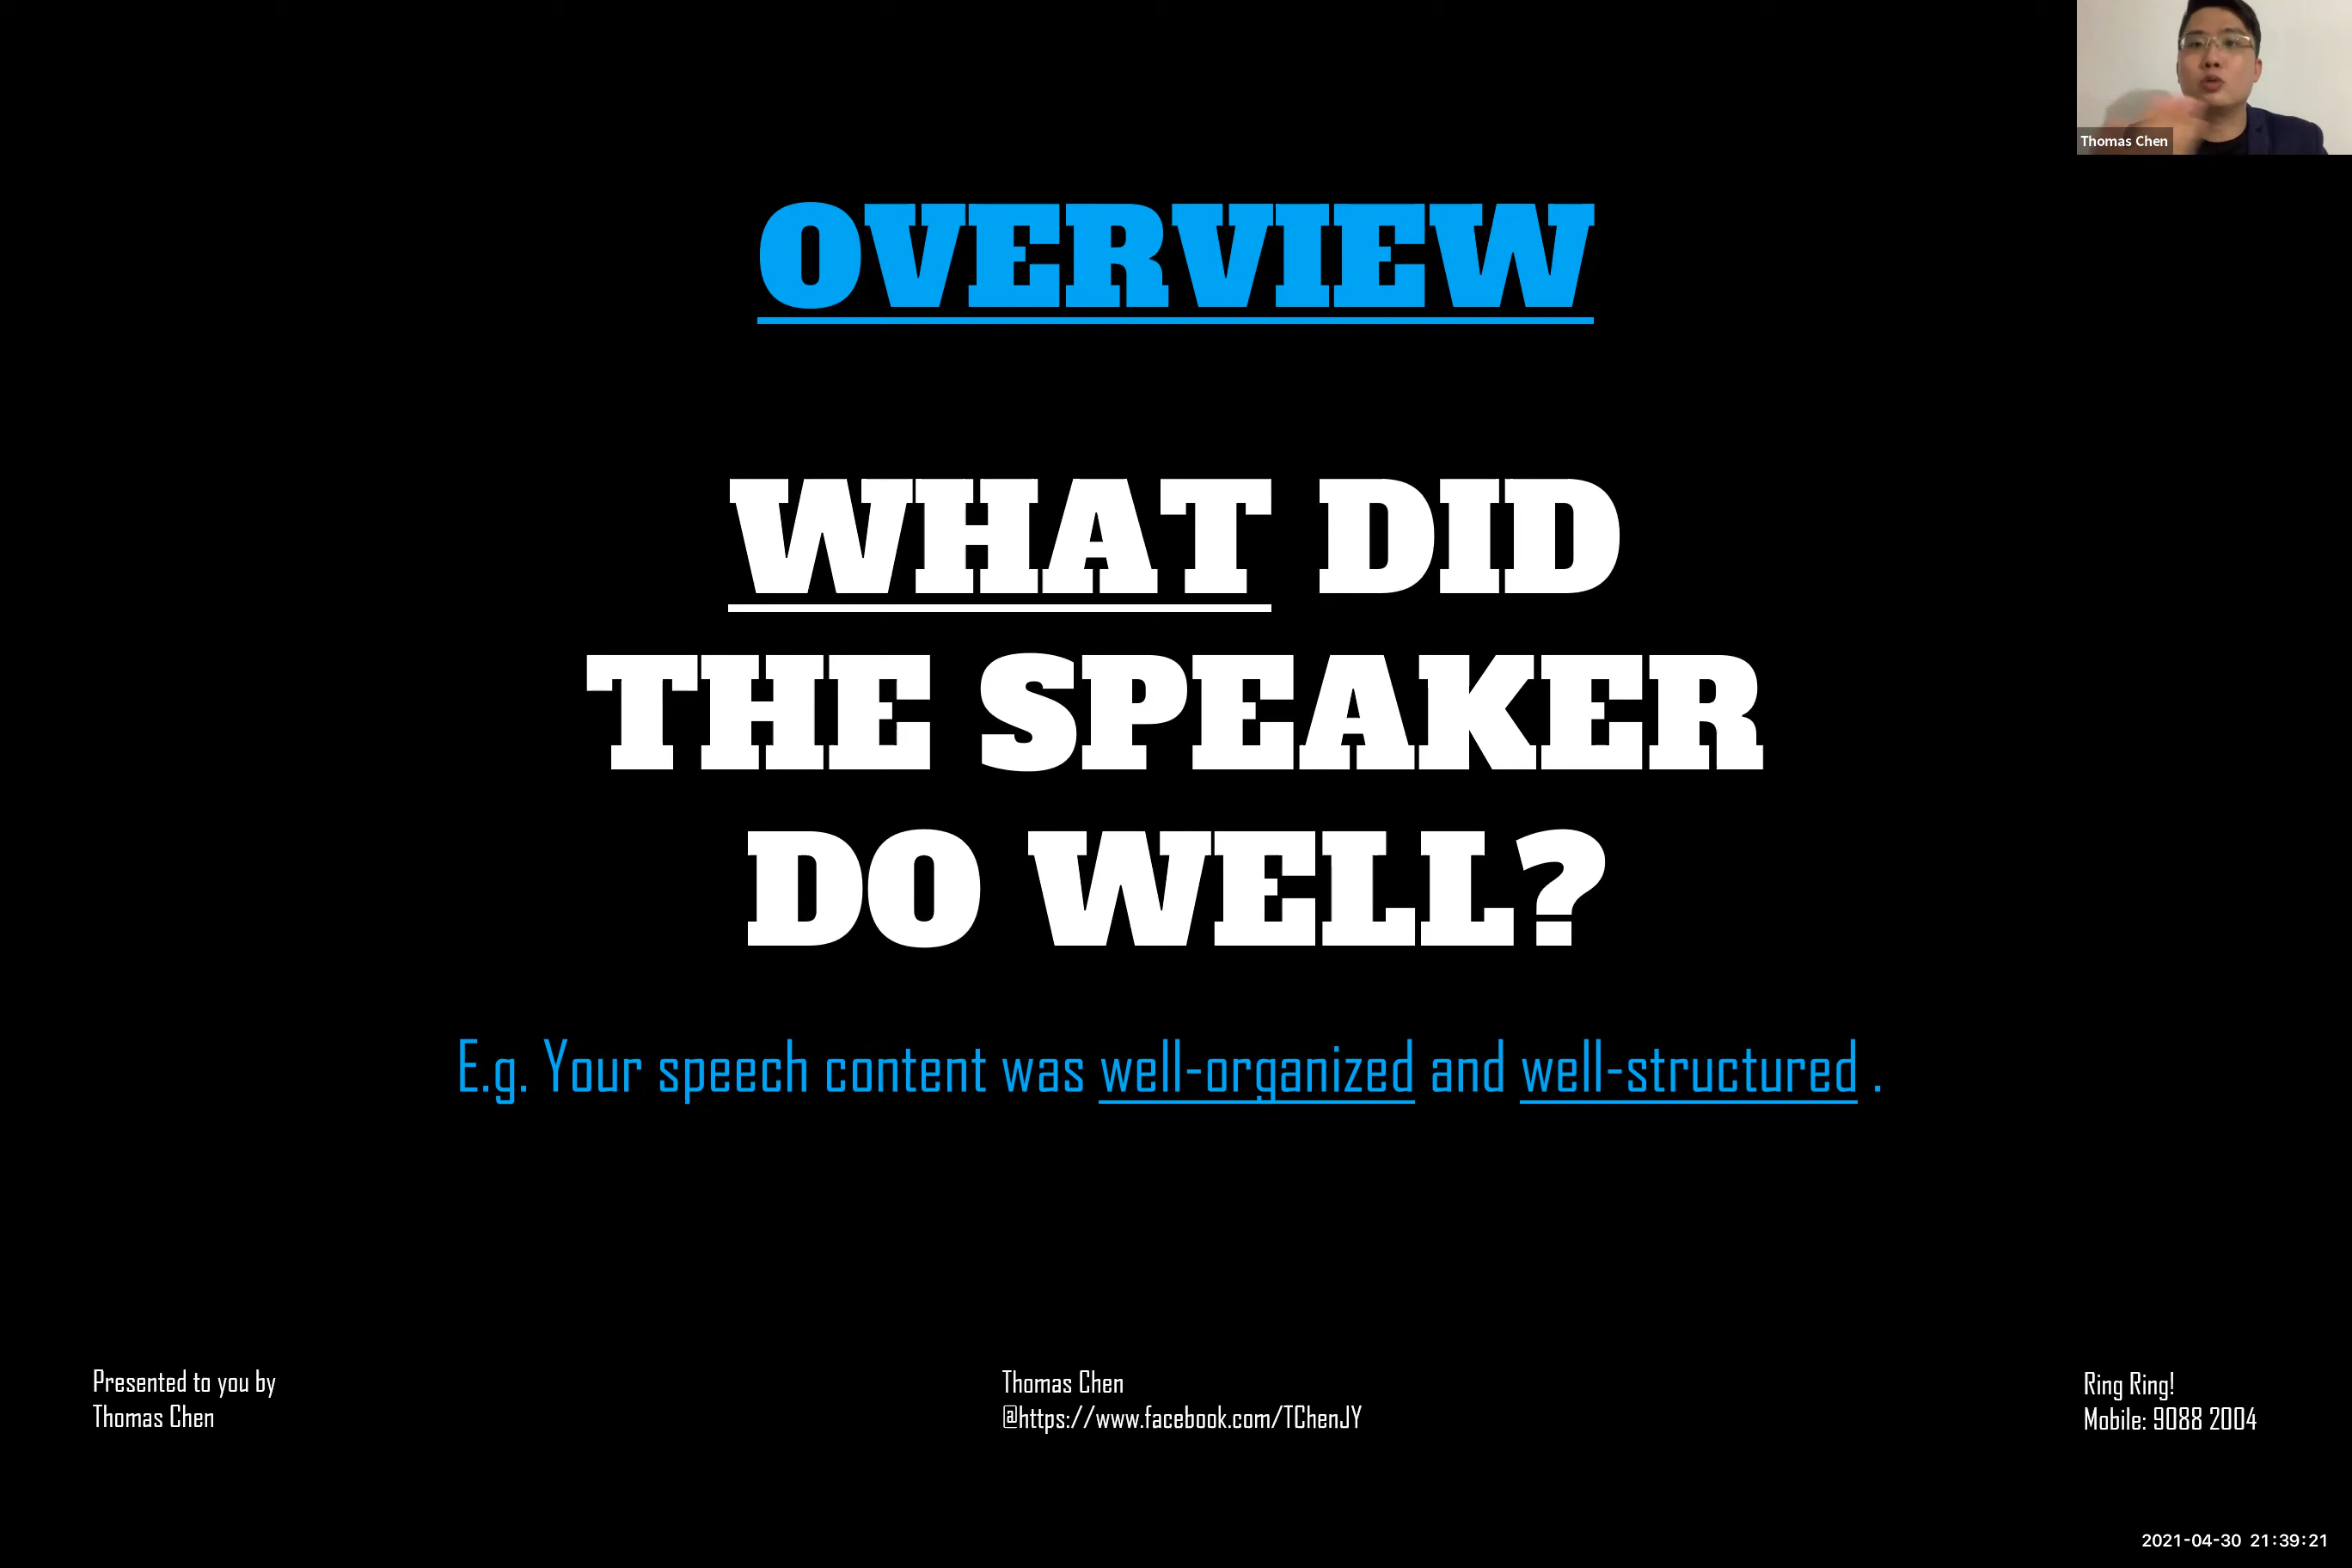 Thomas Chen
OVERVIEW
WHAT DID
THE SPEAKER
DO WELL?
E.g. Your speech content was well-organized and well-structured .
Presented to you by
Thomas Chen
Thomas Chen
@https://www.facebook.com/TChenJY
Ring Ring!
Mobile: 9088 2004
2021-04-30 21:39:21